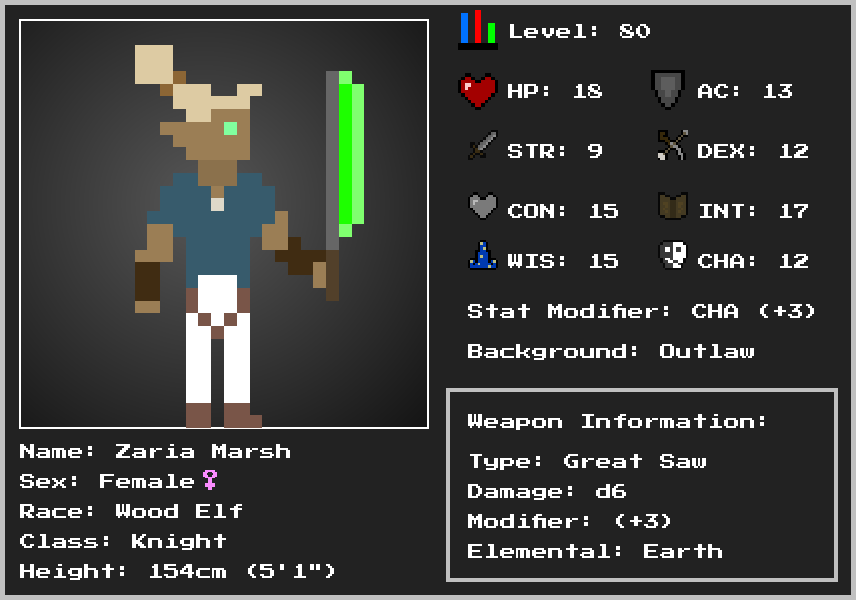 Level: 80
HP: 18
AC: 13
STR: 9
DEX: 12
CON: 15
INT: 17
WIS: 15
CHA: 12
Stat Modifier: CHA (+3)
Background: Outlaw
Weapon Information:
Type: Great Saw
Damage: d6
Modifier: (+3)
Elemental: Earth
Name: Zaria Marsh
Sex: Female♀
Race: Wood Elf
Class: Knight
Height: 154cm (5'1")